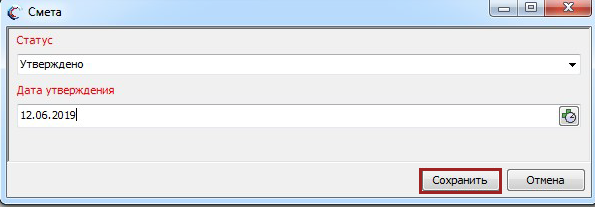 Смета
Статус
Утверждено
Дата утверждения
12.06.2019
Сохранить Отмена